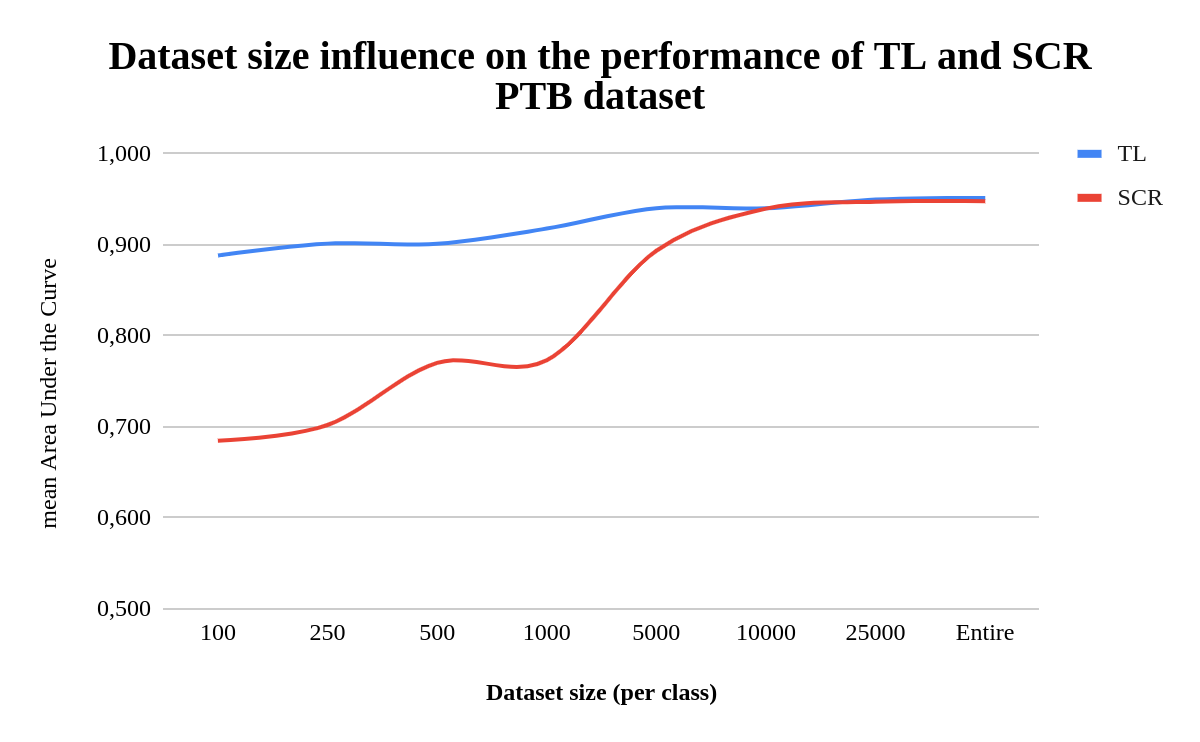 Dataset size influence on the performance of TL and SCR
PTB dataset
TL
SCR
mean Area Under the Curve
1,000
0,900
0,800
0,700
0,600
0,500
100 250 500 1000 5000 10000 25000 Entire
Dataset size (per class)